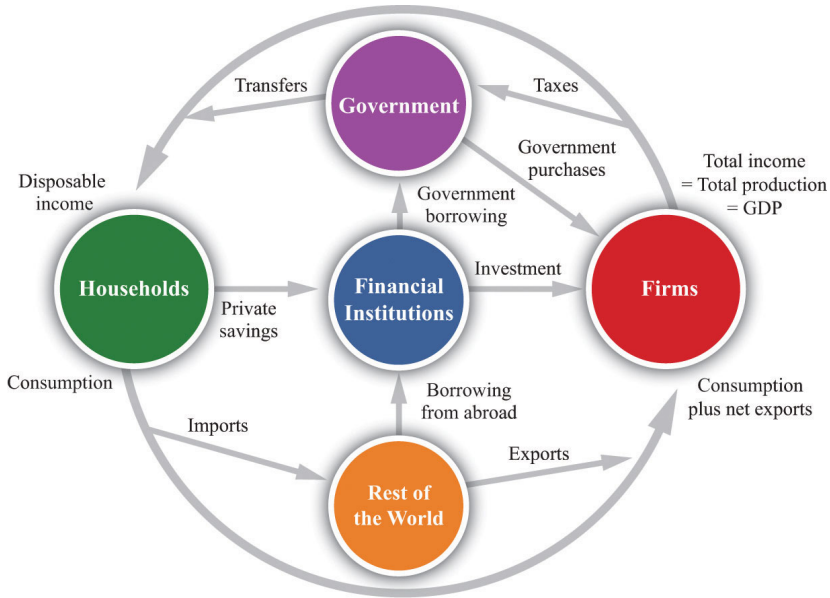 Transfers
Government
Taxes
Government
purchases
Total income
= Total production
= GDP
Disposable
income
Government
borrowing
Households
Private
savings
Financial
Institutions
Investment
Firms
Consumption
Borrowing
from abroad
Consumption
plus net exports
Imports
Exports
Rest of
the World